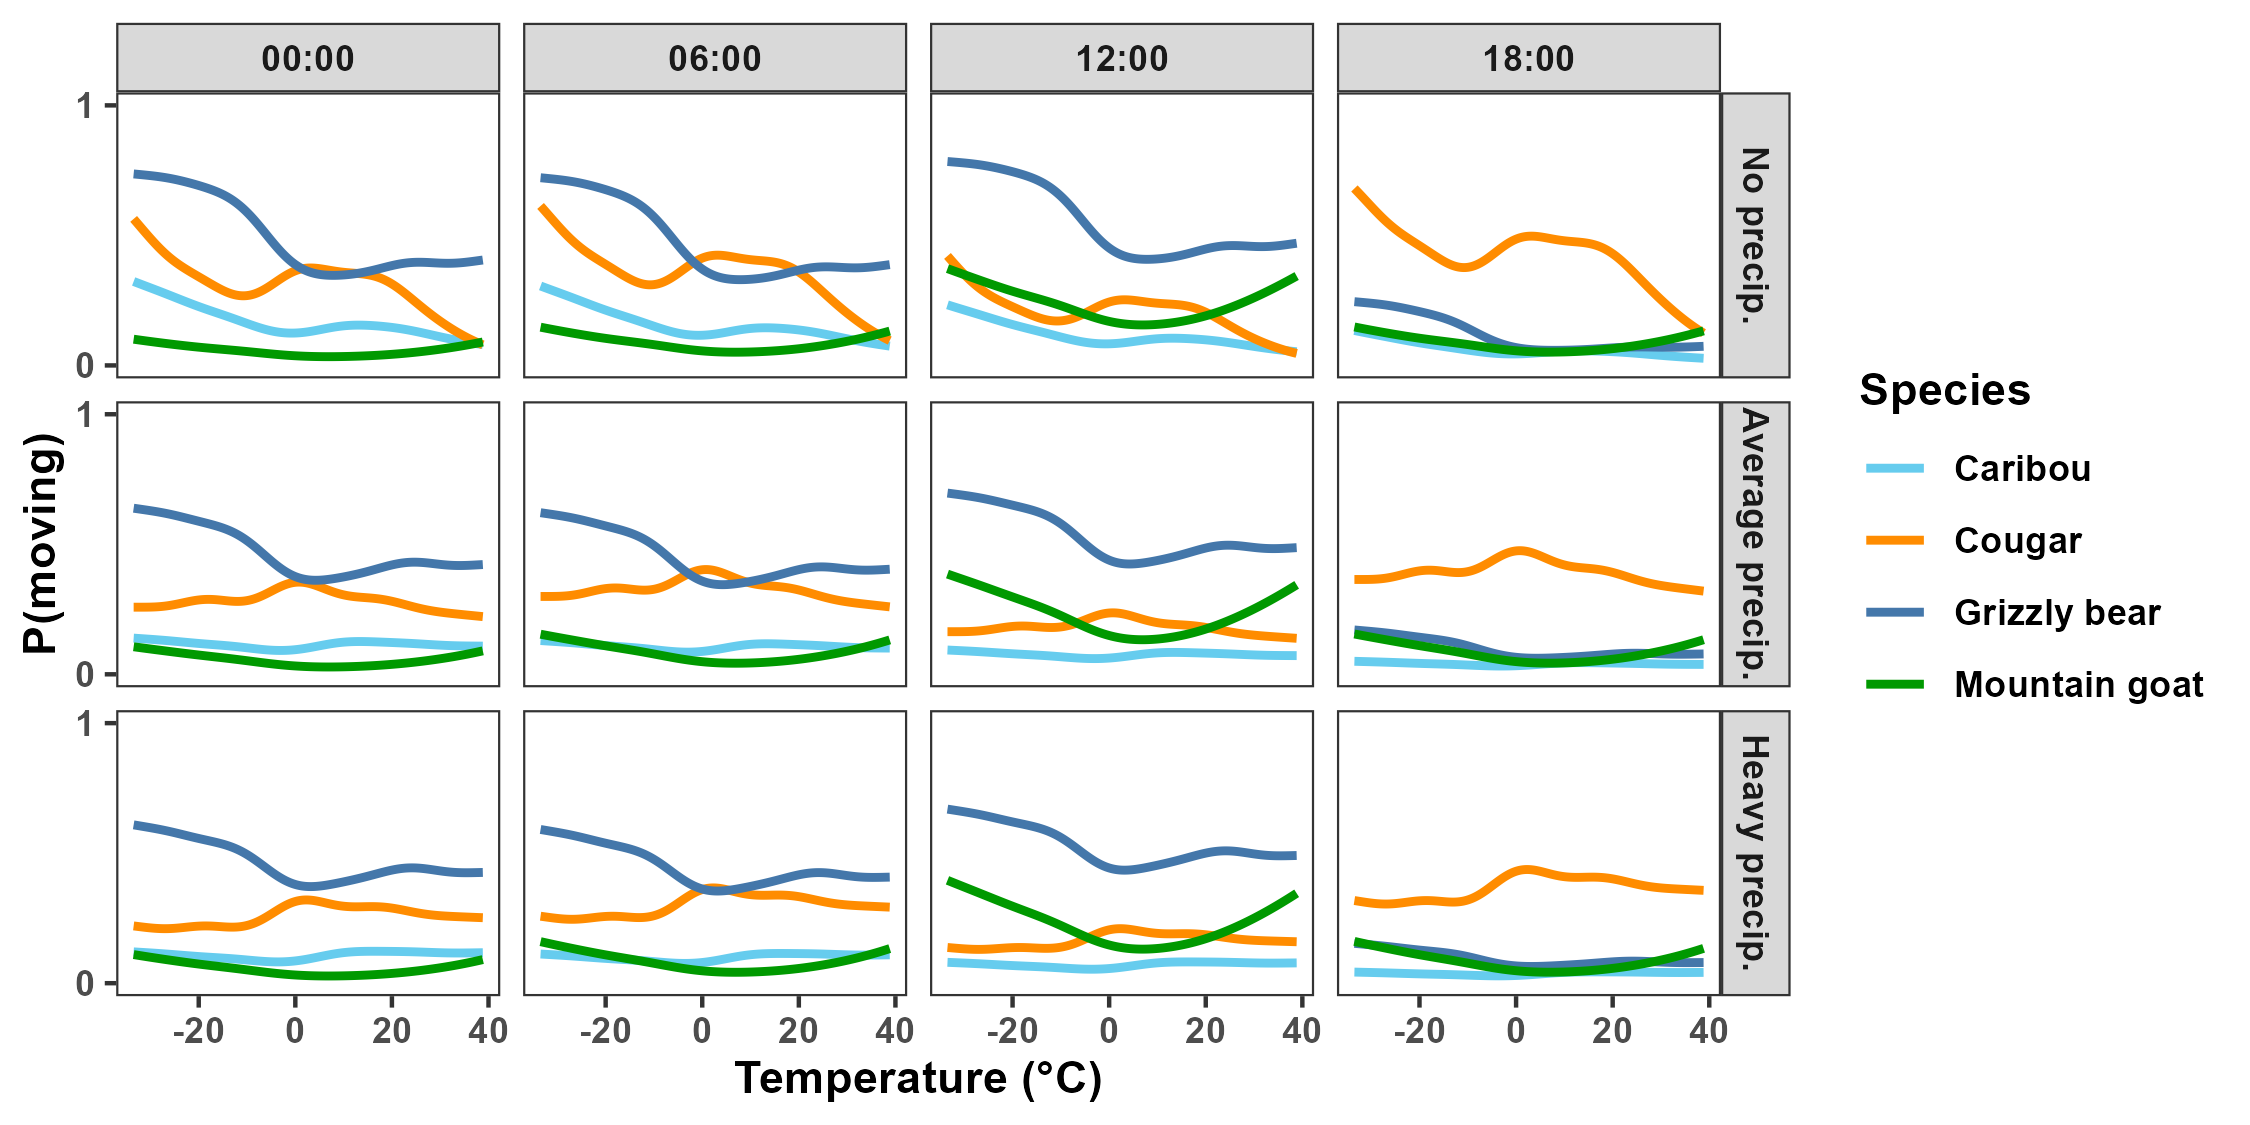 00:00 06:00 12:00 18:00
1
0
No precip.
1
0
Average precip.
1
0
Heavy precip.
P(moving)
-20 0 20 40 -20 0 20 40 -20 0 20 40 -20 0 20 40
Temperature (°C)
Species
Caribou
Cougar
Grizzly bear
Mountain goat